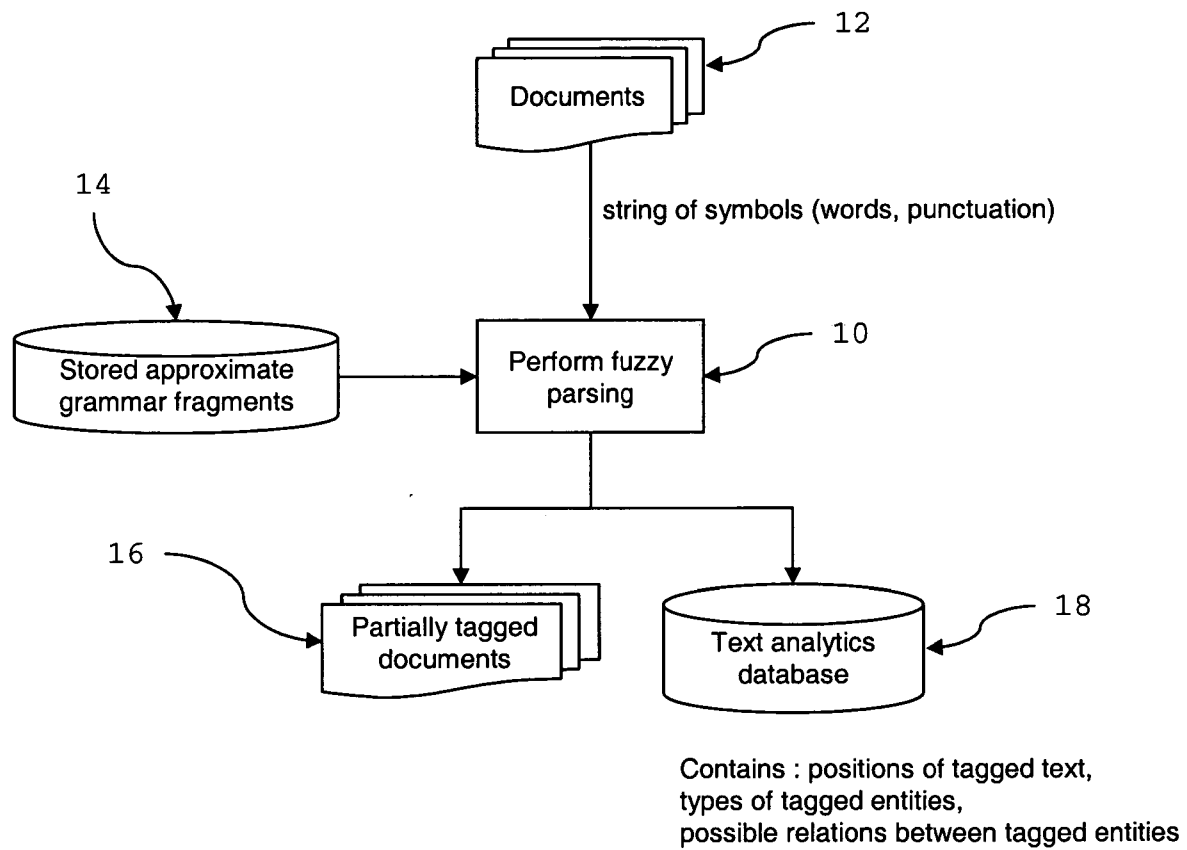 12
Documents
14
string of symbols (words, punctuation)
10
Stored approximate
grammar fragments
Perform fuzzy
parsing
16
18
Partially tagged
documents
Text analytics
database
Contains : positions of tagged text,
types of tagged entities,
possible relations between tagged entities